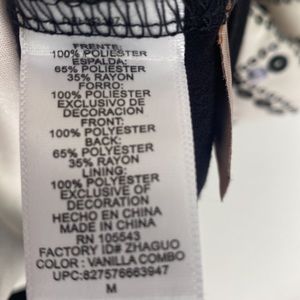 FRENTE:
100% POLIESTER
ESPALDA:
65% POLIESTER
35% RAYON
FORRO:
100% POLIESTER
EXCLUSIVO DE
DECORACION
FRONT:
100% POLYESTER
BACK:
65% POLYESTER
35% RAYON
LINING:
100% POLYESTER
EXCLUSIVE OF
DECORATION
HECHO EN CHINA
MADE IN CHINA
RN 105543
FACTORY ID# ZHAGUO
COLOR: VANILLA COMBO
UPC:827576663947
M